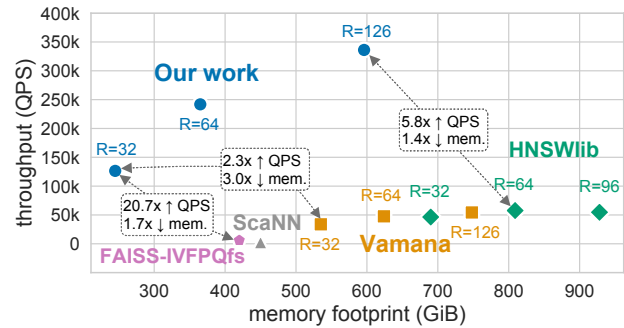 throughput (QPS)
400k
350k
300k
250k
200k
150k
100k
50k
0
R=126
Our work
R=64
R=32
5.8x ↑ QPS
1.4x ↓ mem.
2.3x ↑ QPS
3.0x ↓ mem.
20.7x ↑ QPS
1.7x ↓ mem.
HNSWlib
R=32
R=64
R=96
R=64
ScaNN
R=32
Vamana
R=126
FAISS-IVFPQfs
300
400
500
600
700
800
900
memory footprint (GiB)